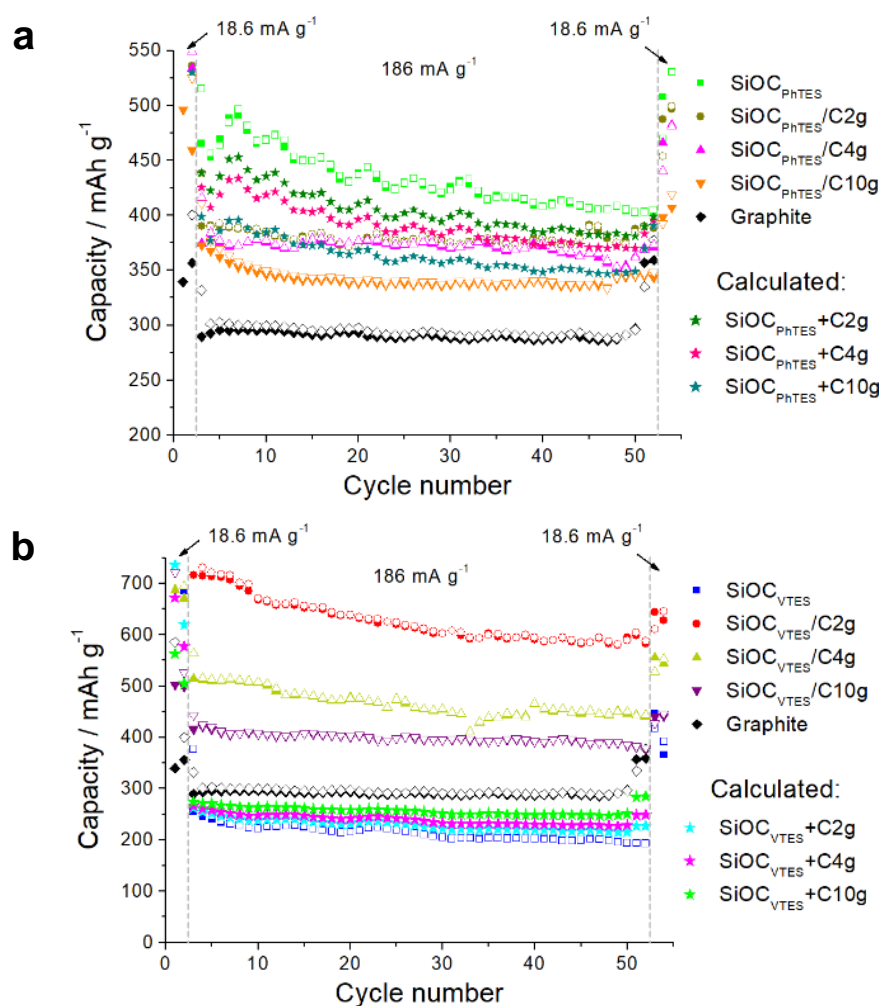 a
18.6 mA g⁻¹
18.6 mA g⁻¹
186 mA g⁻¹
550
500
450
400
350
300
250
200
Capacity / mAh g⁻¹
0
10
20
30
40
50
Cycle number
SiOC_PhTES
SiOC_PhTES/C2g
SiOC_PhTES/C4g
SiOC_PhTES/C10g
Graphite
Calculated:
SiOC_PhTES+C2g
SiOC_PhTES+C4g
SiOC_PhTES+C10g
b
18.6 mA g⁻¹
18.6 mA g⁻¹
186 mA g⁻¹
700
600
500
400
300
200
100
0
Capacity / mAh g⁻¹
0
10
20
30
40
50
Cycle number
SiOC_VTES
SiOC_VTES/C2g
SiOC_VTES/C4g
SiOC_VTES/C10g
Graphite
Calculated:
SiOC_VTES+C2g
SiOC_VTES+C4g
SiOC_VTES+C10g